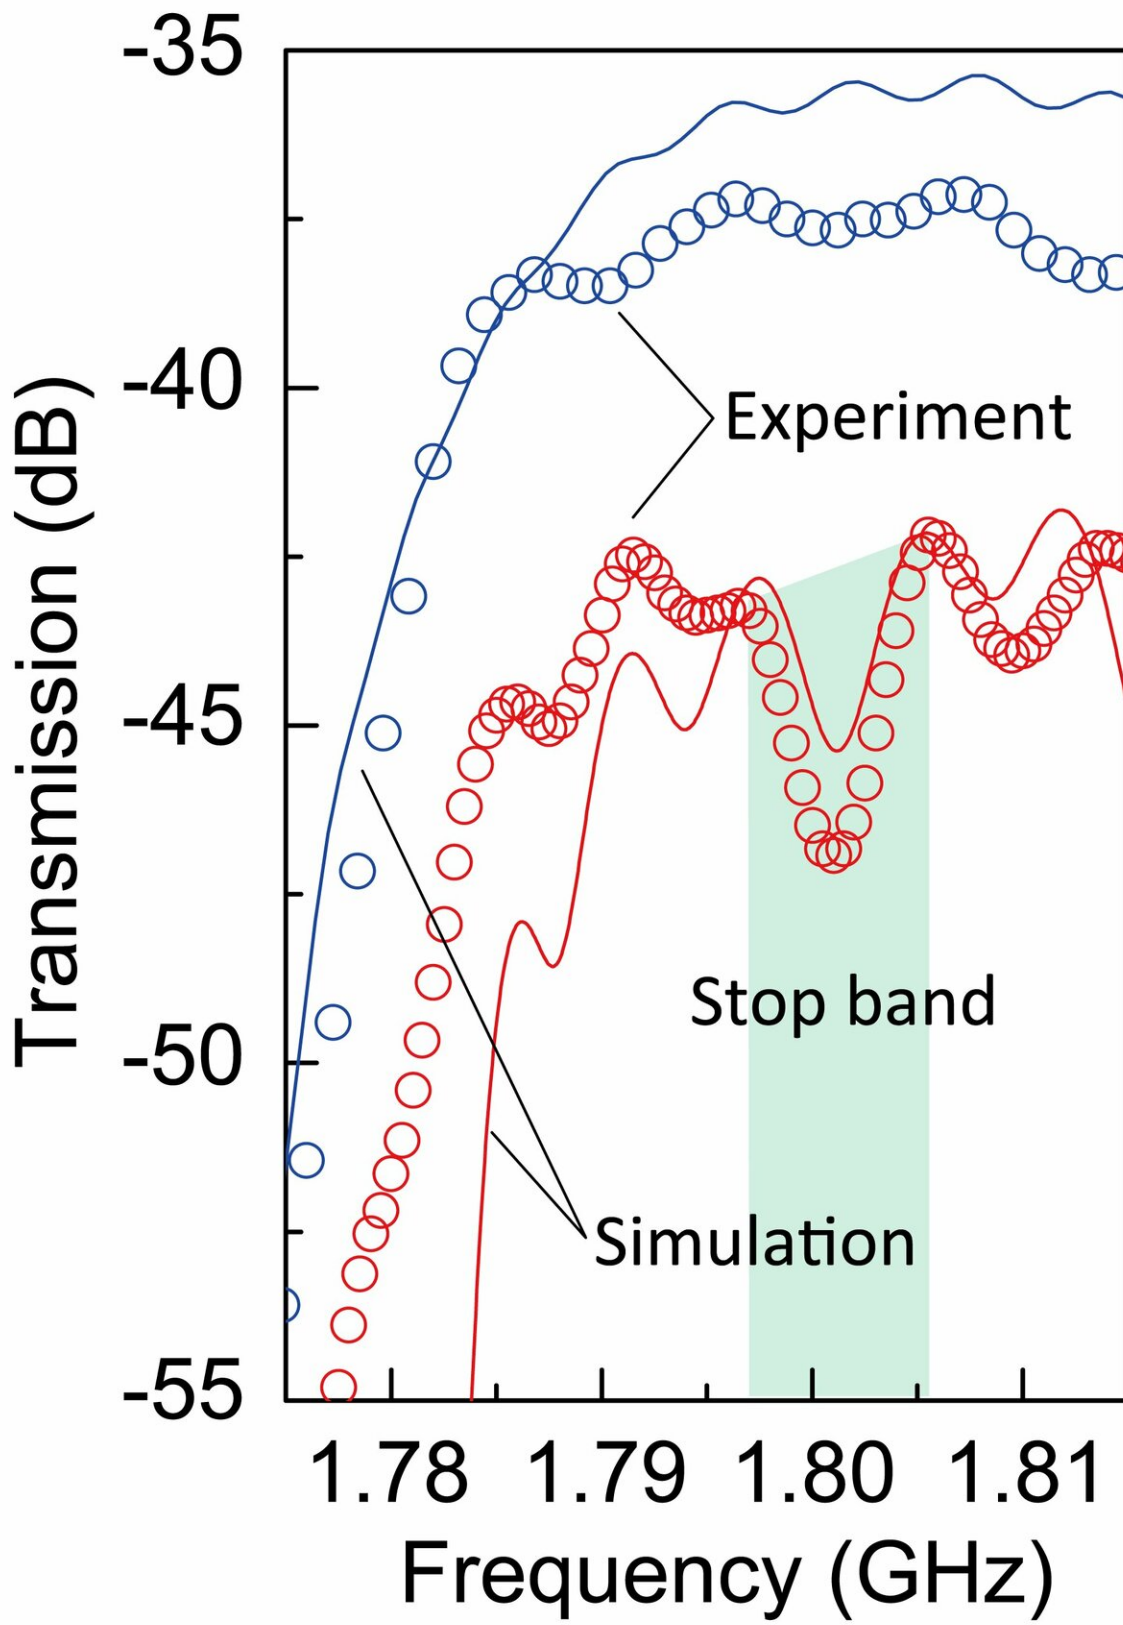 -35
-40
-45
-50
-55
Transmission (dB)
Experiment
Stop band
Simulation
1.78 1.79 1.80 1.81
Frequency (GHz)